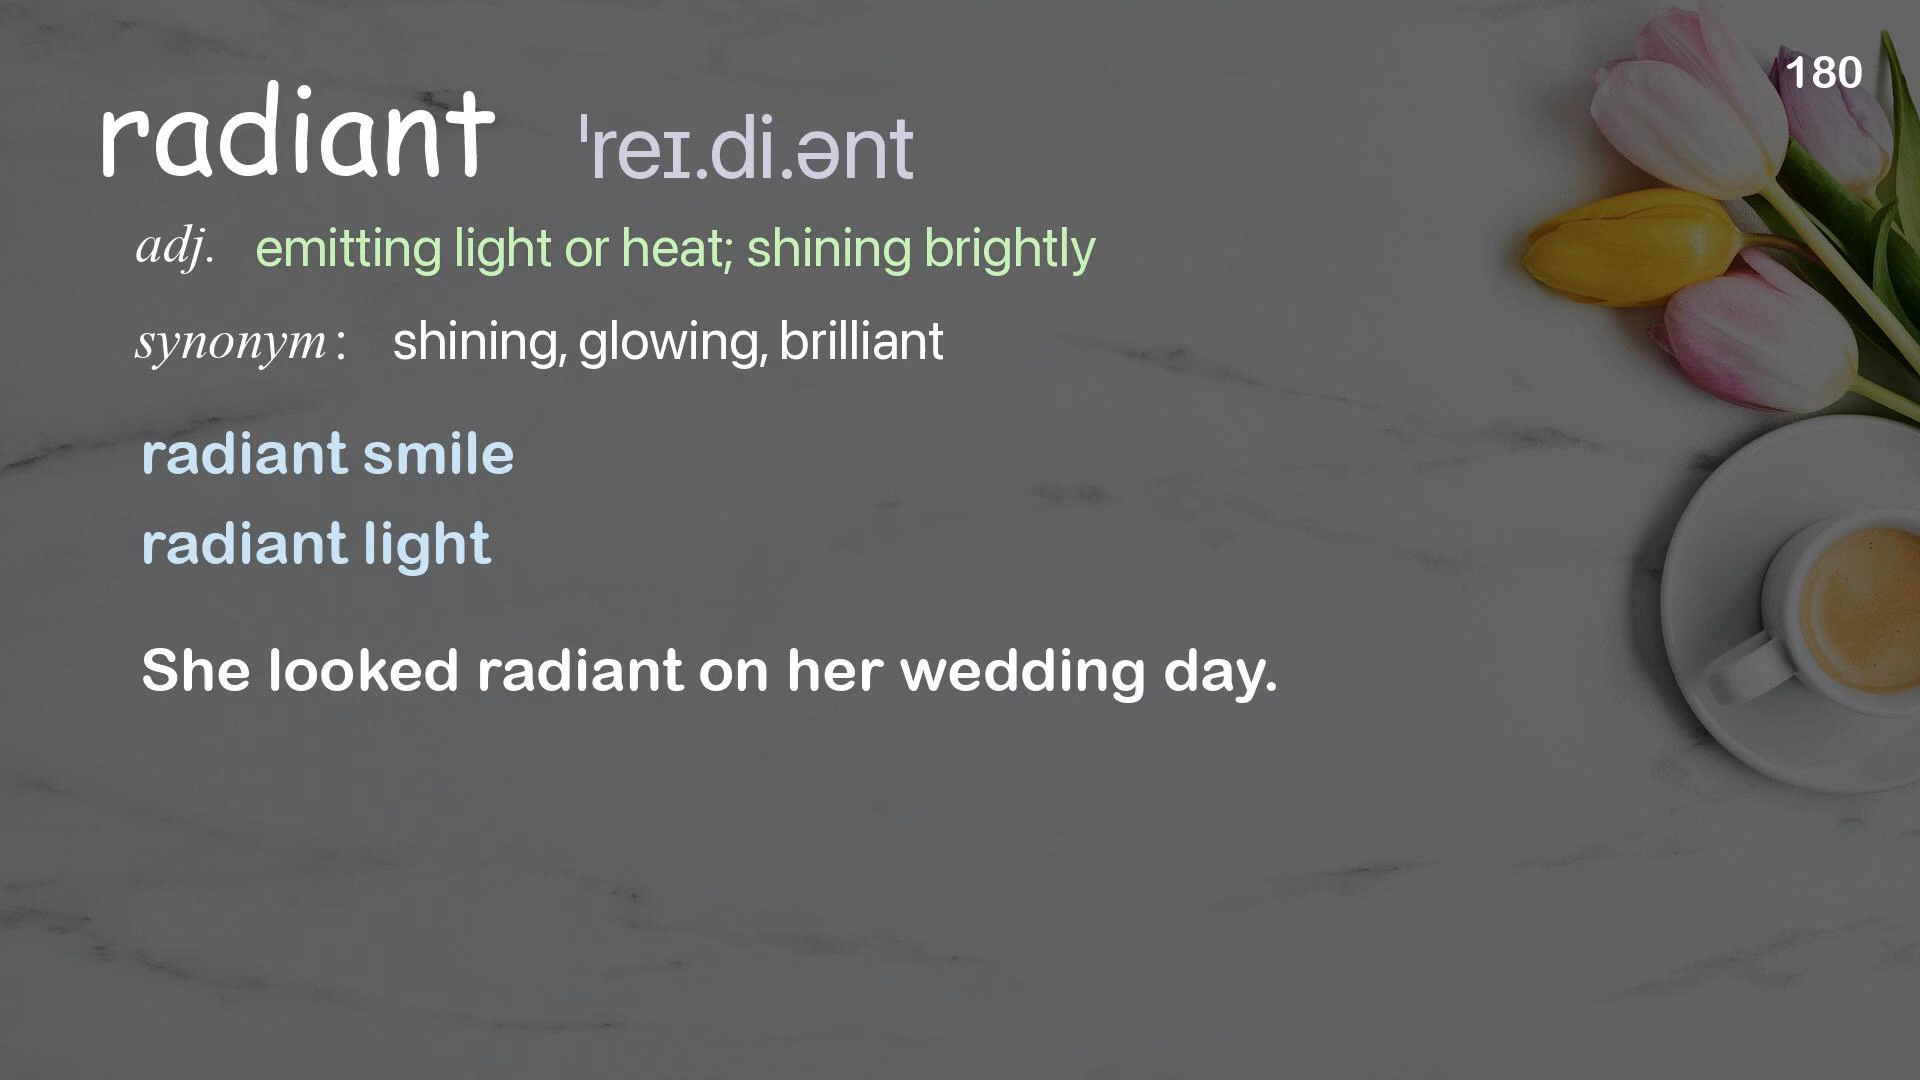 180
radiant ˈreɪ.di.ənt
adj. emitting light or heat; shining brightly
synonym: shining, glowing, brilliant
radiant smile
radiant light
She looked radiant on her wedding day.